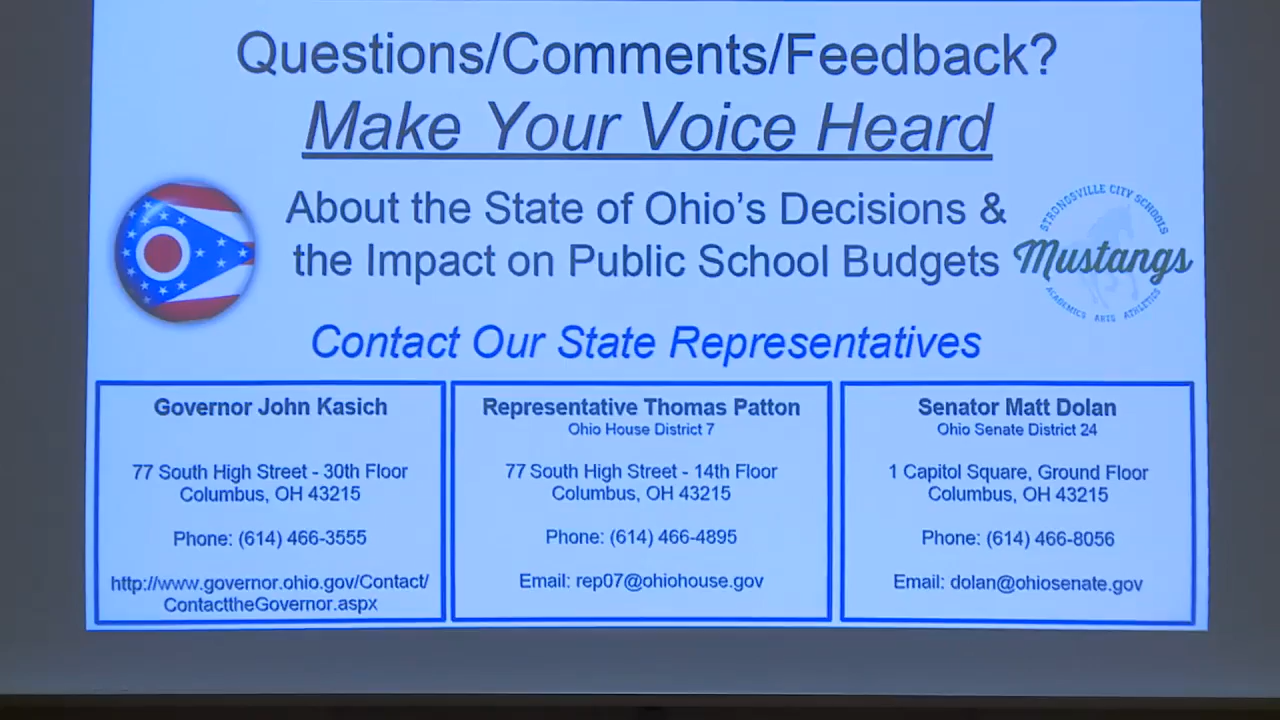 Questions/Comments/Feedback?
Make Your Voice Heard
About the State of Ohio's Decisions &
the Impact on Public School Budgets
STRONGSVILLE CITY SCHOOLS
Mustangs
ACADEMICS ARTS ATHLETICS
Contact Our State Representatives
Governor John Kasich
77 South High Street - 30th Floor
Columbus, OH 43215
Phone: (614) 466-3555
http://www.governor.ohio.gov/Contact/
ContacttheGovernor.aspx
Representative Thomas Patton
Ohio House District 7
77 South High Street - 14th Floor
Columbus, OH 43215
Phone: (614) 466-4895
Email: rep07@ohiohouse.gov
Senator Matt Dolan
Ohio Senate District 24
1 Capitol Square, Ground Floor
Columbus, OH 43215
Phone: (614) 466-8056
Email: dolan@ohiosenate.gov